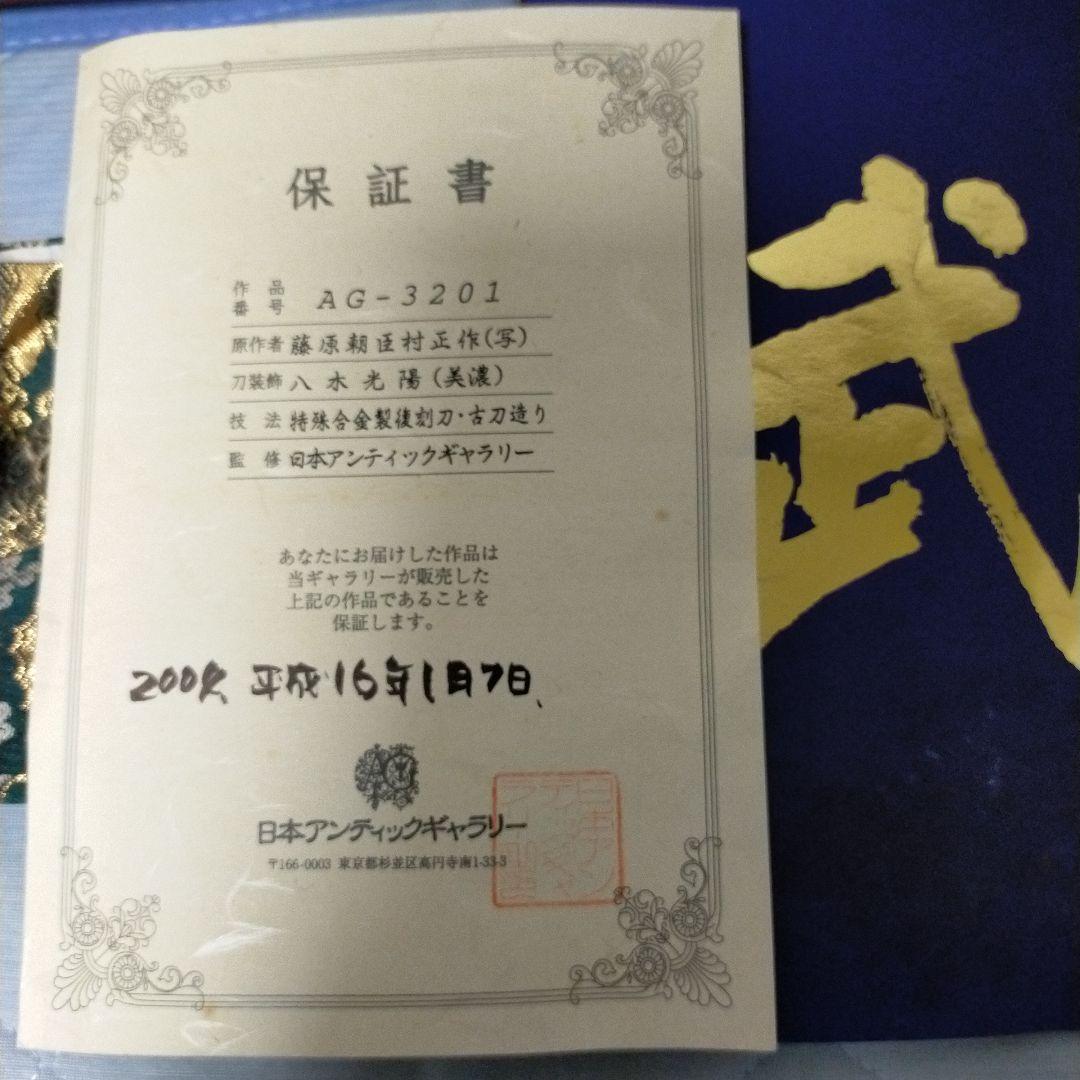 保証書
作品番号 AG-3201
原作者 藤原朝臣村正作(写)
刀装飾 八木光陽(美濃)
技法 特殊合金製復刻刀・古刀造り
監修 日本アンティックギャラリー
あなたにお届けした作品は
当ギャラリーが販売した
上記の作品であることを
保証します。
2004、平成16年1月7日、
日本アンティックギャラリー
〒166-0003 東京都杉並区高円寺南1-33-3
武